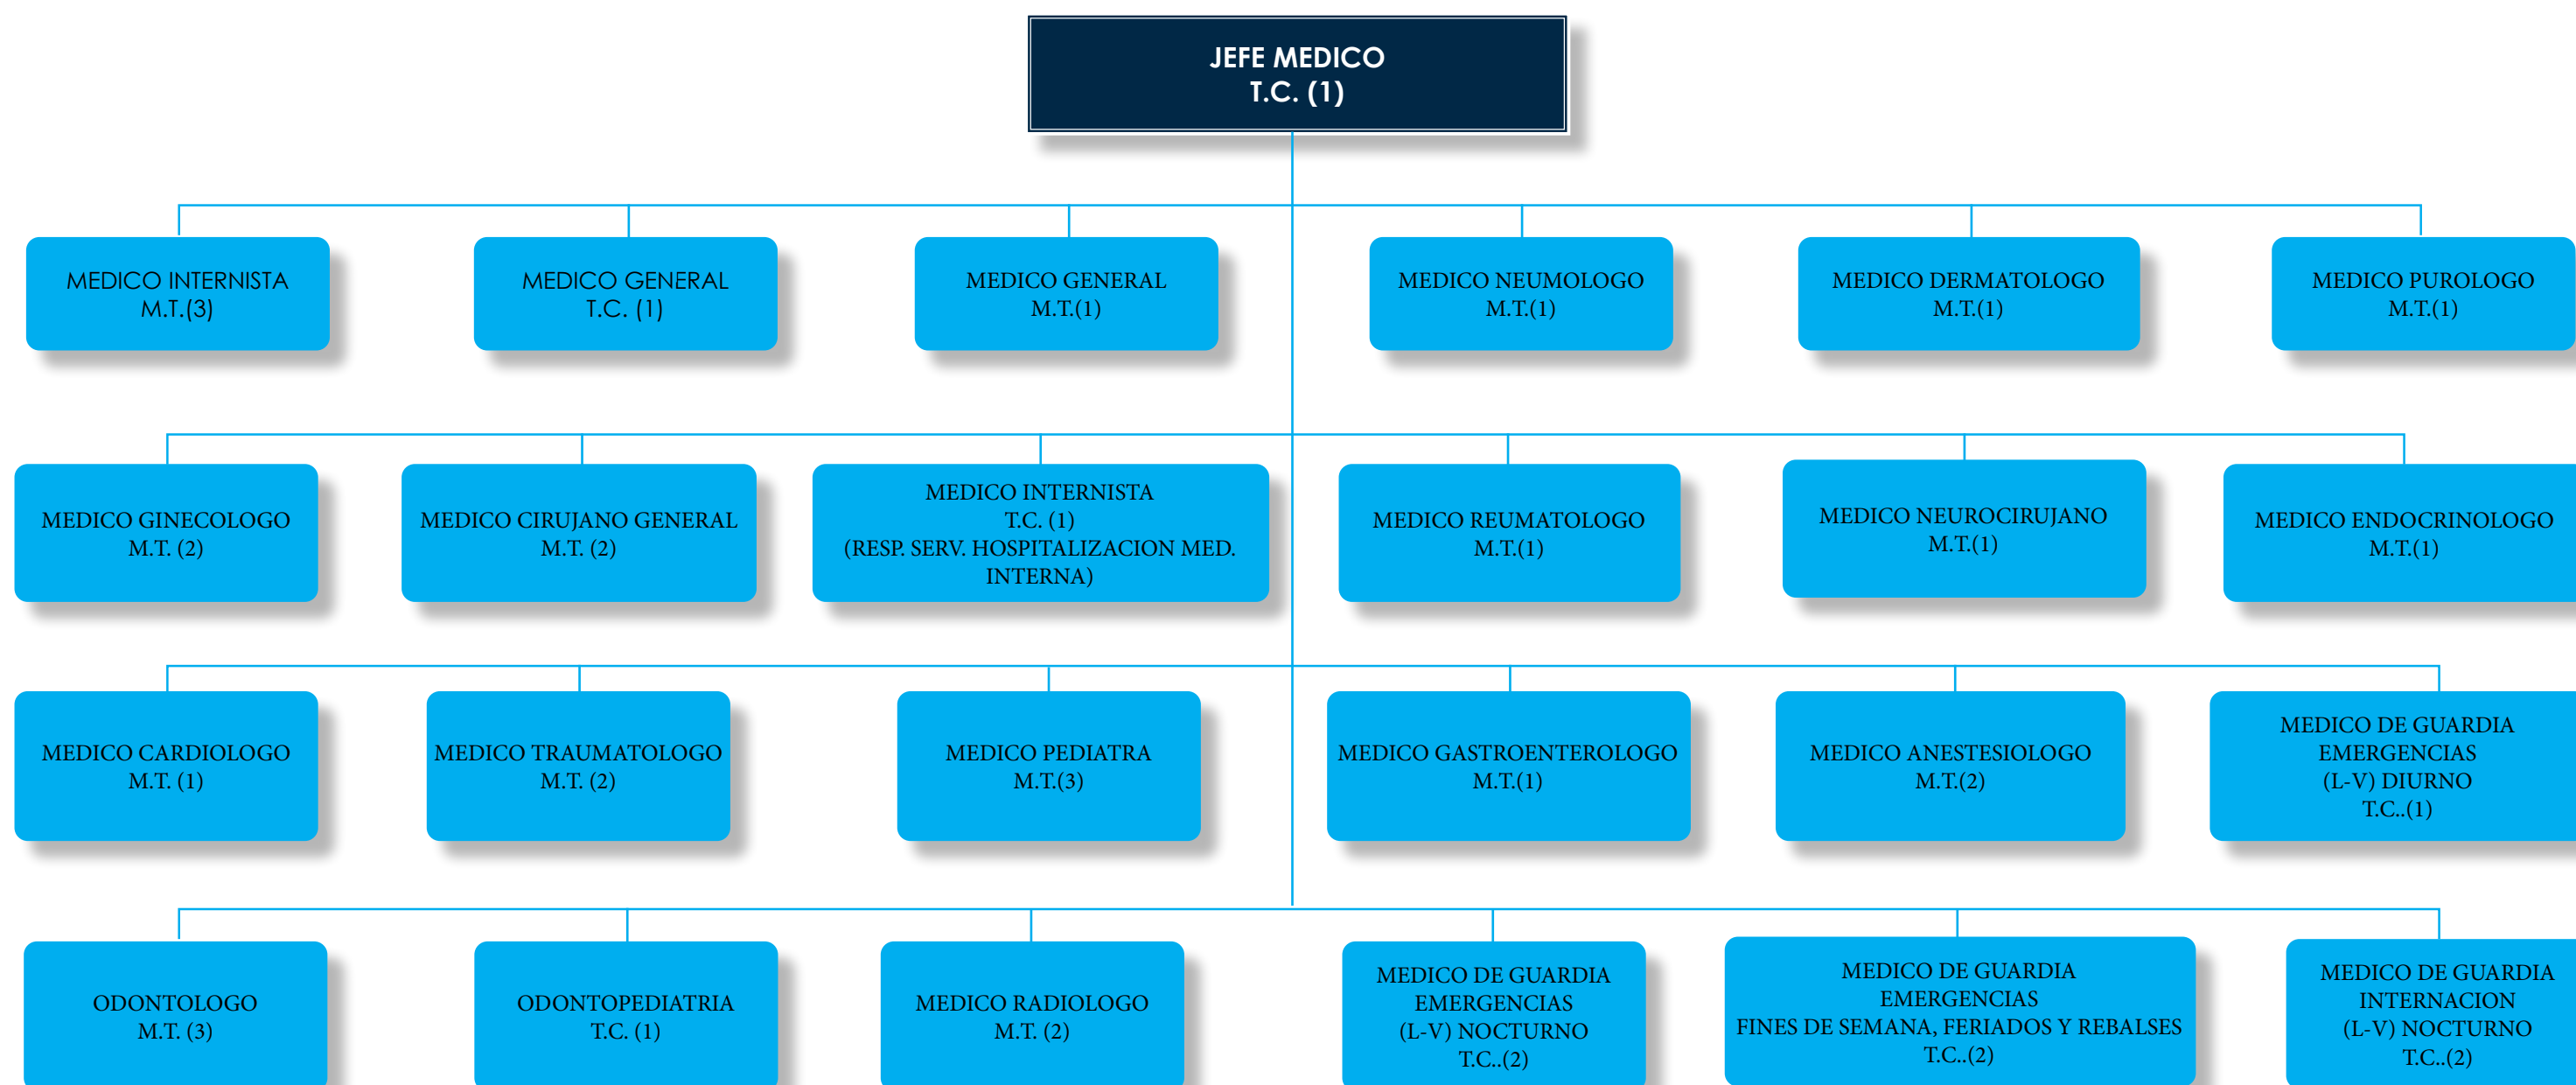 JEFE MEDICO
T.C. (1)
MEDICO INTERNISTA
M.T.(3)
MEDICO GENERAL
T.C. (1)
MEDICO GENERAL
M.T.(1)
MEDICO NEUMOLOGO
M.T.(1)
MEDICO DERMATOLOGO
M.T.(1)
MEDICO PUROLOGO
M.T.(1)
MEDICO GINECOLOGO
M.T. (2)
MEDICO CIRUJANO GENERAL
M.T. (2)
MEDICO INTERNISTA
T.C. (1)
(RESP. SERV. HOSPITALIZACION MED.
INTERNA)
MEDICO REUMATOLOGO
M.T.(1)
MEDICO NEUROCIRUJANO
M.T.(1)
MEDICO ENDOCRINOLOGO
M.T.(1)
MEDICO CARDIOLOGO
M.T. (1)
MEDICO TRAUMATOLOGO
M.T. (2)
MEDICO PEDIATRA
M.T.(3)
MEDICO GASTROENTEROLOGO
M.T.(1)
MEDICO ANESTESIOLOGO
M.T.(2)
MEDICO DE GUARDIA
EMERGENCIAS
(L-V) DIURNO
T.C..(1)
ODONTOLOGO
M.T. (3)
ODONTOPEDIATRIA
T.C. (1)
MEDICO RADIOLOGO
M.T. (2)
MEDICO DE GUARDIA
EMERGENCIAS
(L-V) NOCTURNO
T.C..(2)
MEDICO DE GUARDIA
EMERGENCIAS
FINES DE SEMANA, FERIADOS Y REBALSES
T.C..(2)
MEDICO DE GUARDIA
INTERNACION
(L-V) NOCTURNO
T.C..(2)